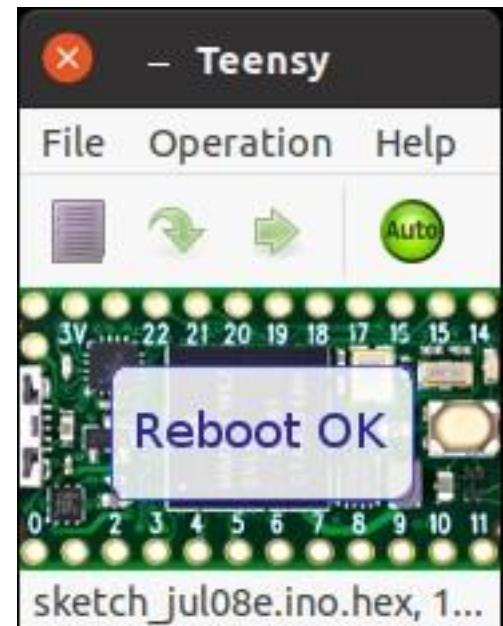 – Teensy
File Operation Help
Auto
3V 22 21 20 19 18 17 16 15 14
Reboot OK
0 2 3 4 5 6 7 8 9 10 11
sketch_jul08e.ino.hex, 1...